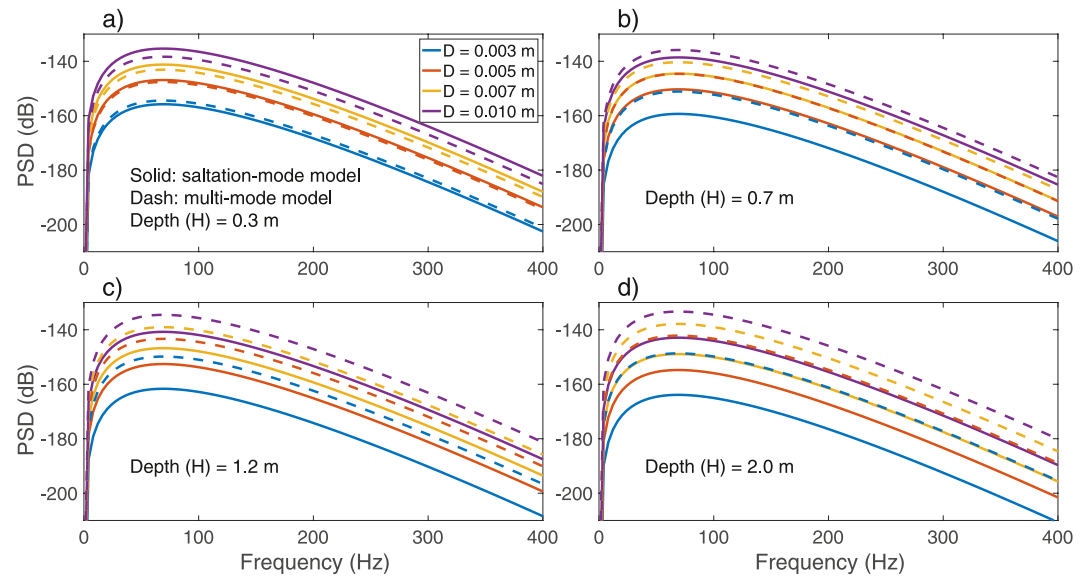 a)
b)
-140
-160
-180
-200
PSD (dB)
D = 0.003 m
D = 0.005 m
D = 0.007 m
D = 0.010 m
Solid: saltation-mode model
Dash: multi-mode model
Depth (H) = 0.3 m
0
100
200
300
400
-140
-160
-180
-200
PSD (dB)
Depth (H) = 0.7 m
0
100
200
300
400
c)
d)
-140
-160
-180
-200
PSD (dB)
Depth (H) = 1.2 m
0
100
200
300
400
Frequency (Hz)
-140
-160
-180
-200
Depth (H) = 2.0 m
0
100
200
300
400
Frequency (Hz)